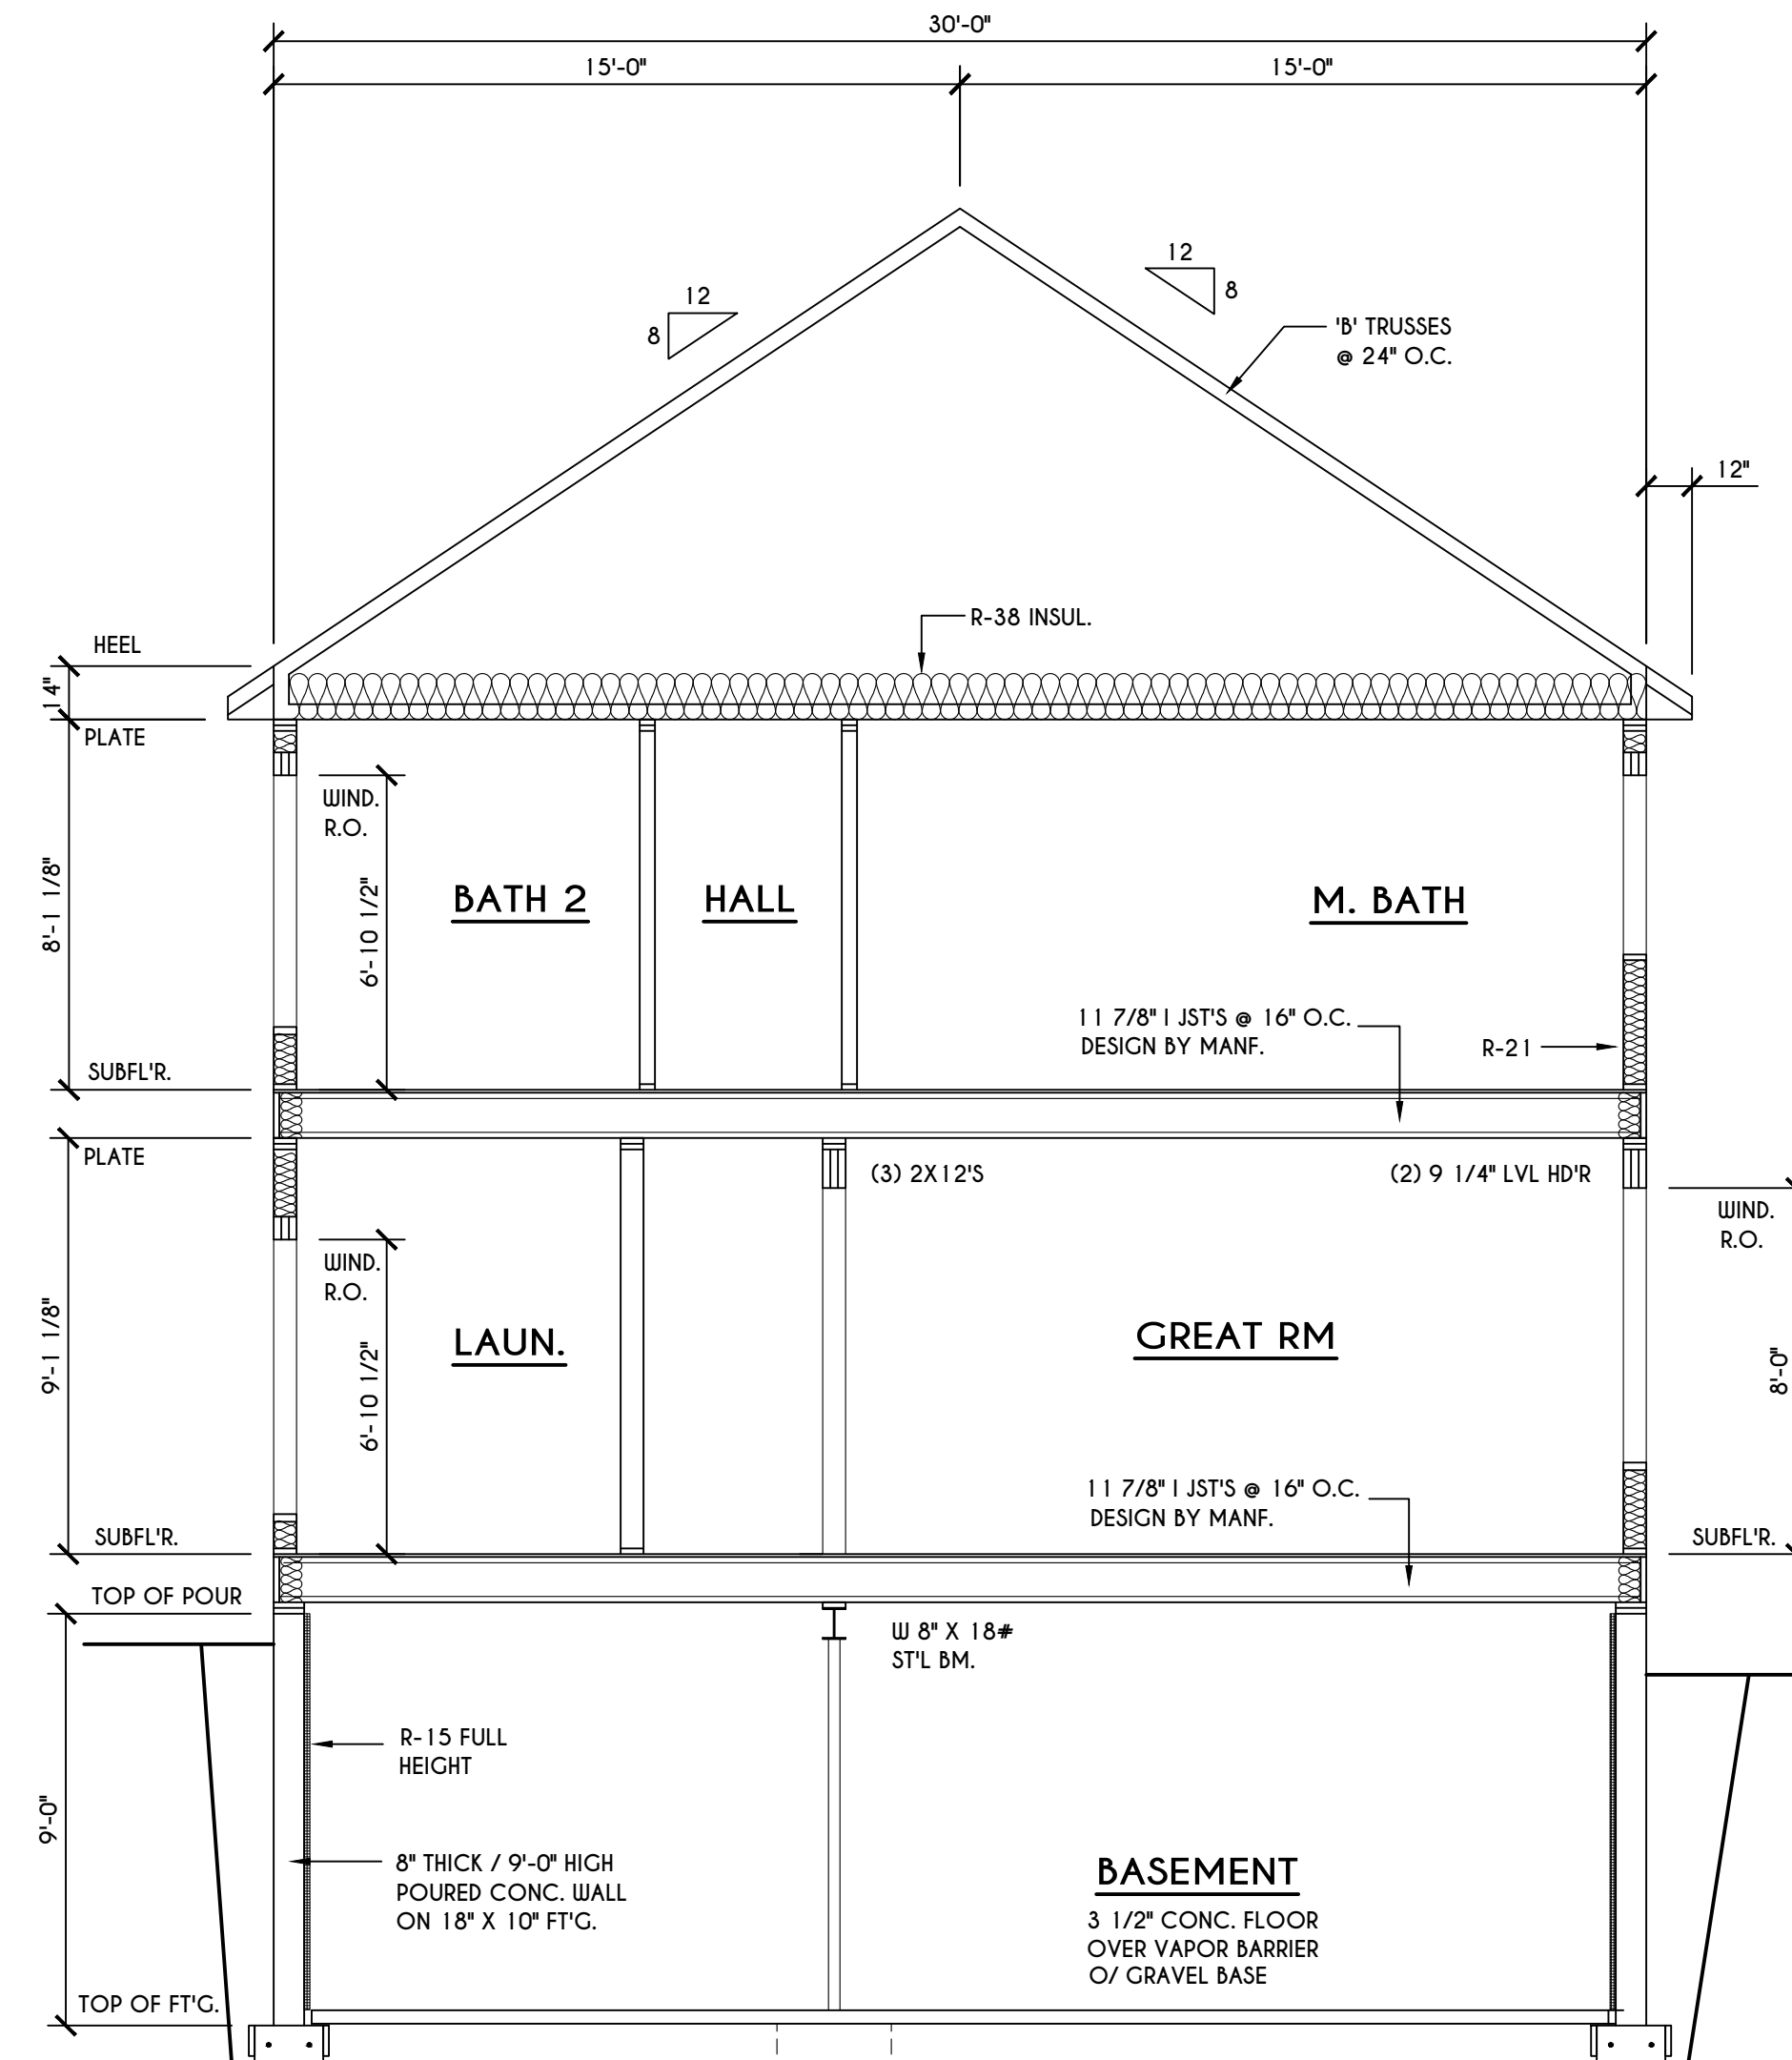 30'-0"
15'-0" 15'-0"
12
8
12
8
'B' TRUSSES
@ 24" O.C.
12"
R-38 INSUL.
HEEL
14"
PLATE
WIND.
R.O.
8'-1 1/8"
6'-10 1/2"
BATH 2
HALL
M. BATH
11 7/8" I JST'S @ 16" O.C.
DESIGN BY MANF.
R-21
SUBFL'R.
PLATE
(3) 2X12'S
(2) 9 1/4" LVL HD'R
WIND.
R.O.
WIND.
R.O.
9'-1 1/8"
6'-10 1/2"
LAUN.
GREAT RM
8'-0"
11 7/8" I JST'S @ 16" O.C.
DESIGN BY MANF.
SUBFL'R.
SUBFL'R.
TOP OF POUR
W 8" X 18#
ST'L BM.
R-15 FULL
HEIGHT
9'-0"
8" THICK / 9'-0" HIGH
POURED CONC. WALL
ON 18" X 10" FT'G.
BASEMENT
3 1/2" CONC. FLOOR
OVER VAPOR BARRIER
O/ GRAVEL BASE
TOP OF FT'G.